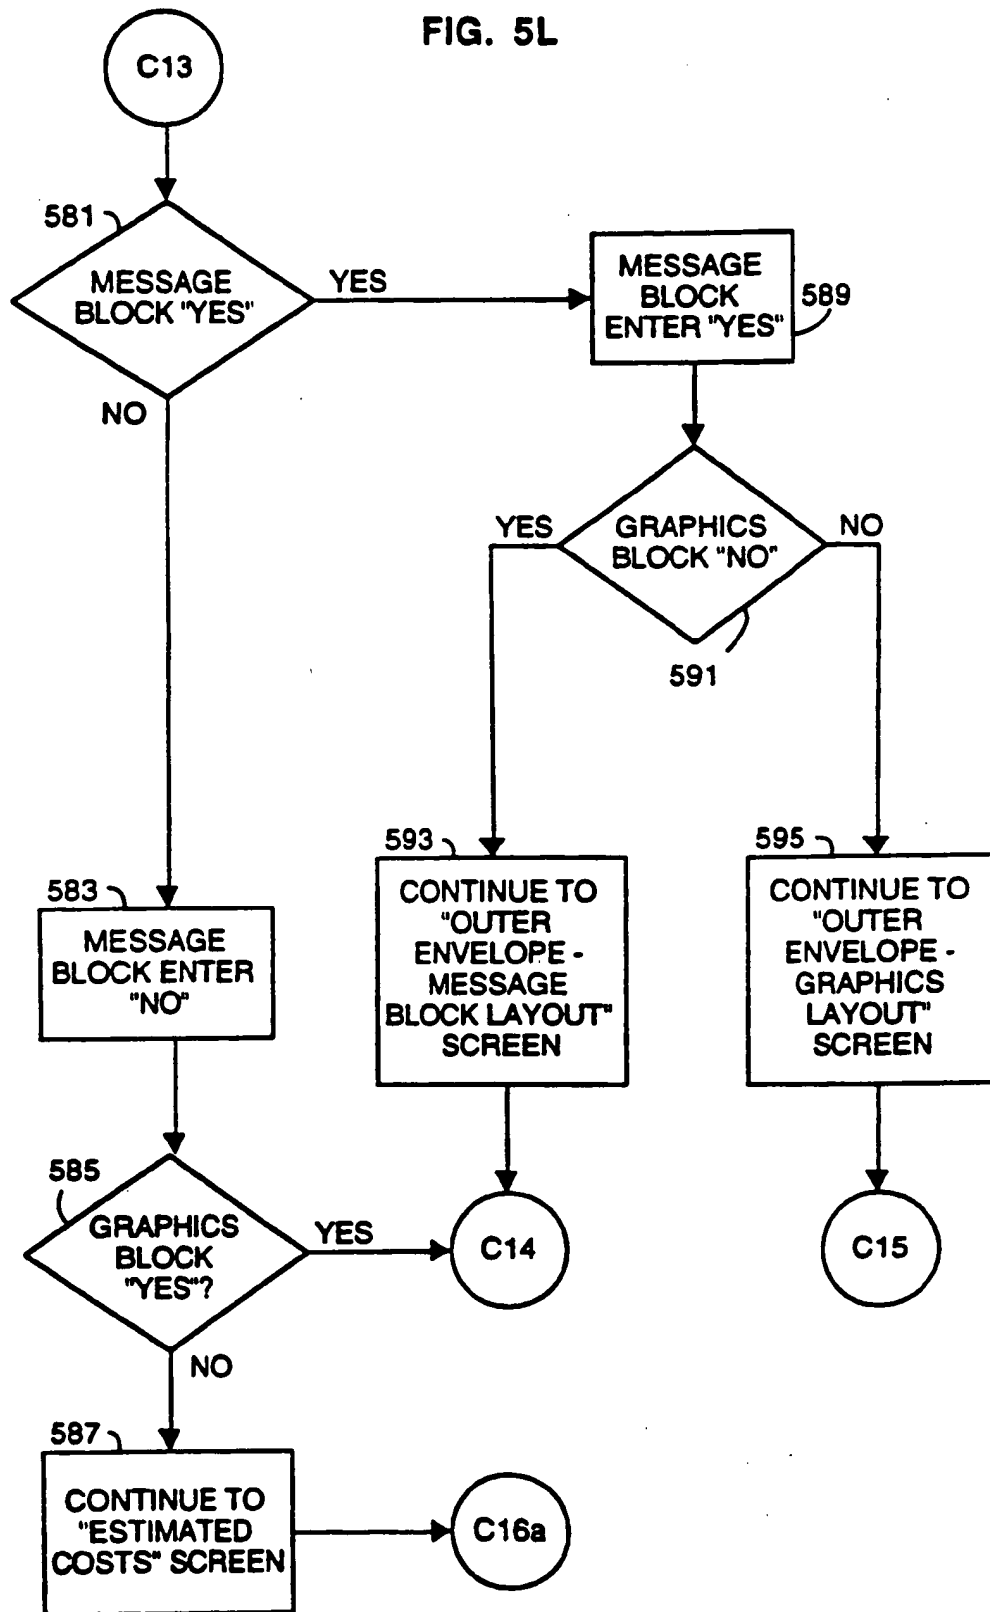 FIG. 5L
C13
581
MESSAGE
BLOCK "YES"
YES
NO
MESSAGE
BLOCK
ENTER "YES"
589
GRAPHICS
BLOCK "NO"
YES
NO
591
593
CONTINUE TO
"OUTER
ENVELOPE -
MESSAGE
BLOCK LAYOUT"
SCREEN
595
CONTINUE TO
"OUTER
ENVELOPE -
GRAPHICS
LAYOUT"
SCREEN
583
MESSAGE
BLOCK ENTER
"NO"
585
GRAPHICS
BLOCK
"YES"?
YES
NO
C14
C15
587
CONTINUE TO
"ESTIMATED
COSTS" SCREEN
C16a